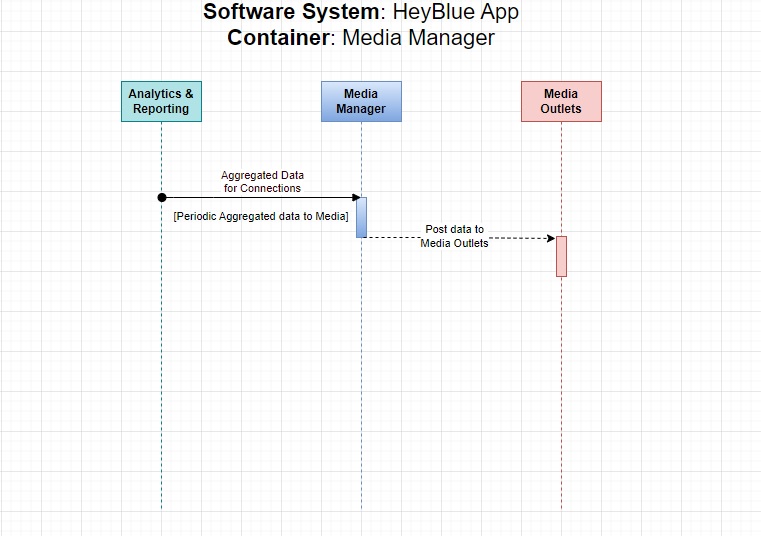 Software System: HeyBlue App
Container: Media Manager
Analytics &
Reporting
Media
Manager
Media
Outlets
Aggregated Data
for Connections
[Periodic Aggregated data to Media]
Post data to
Media Outlets